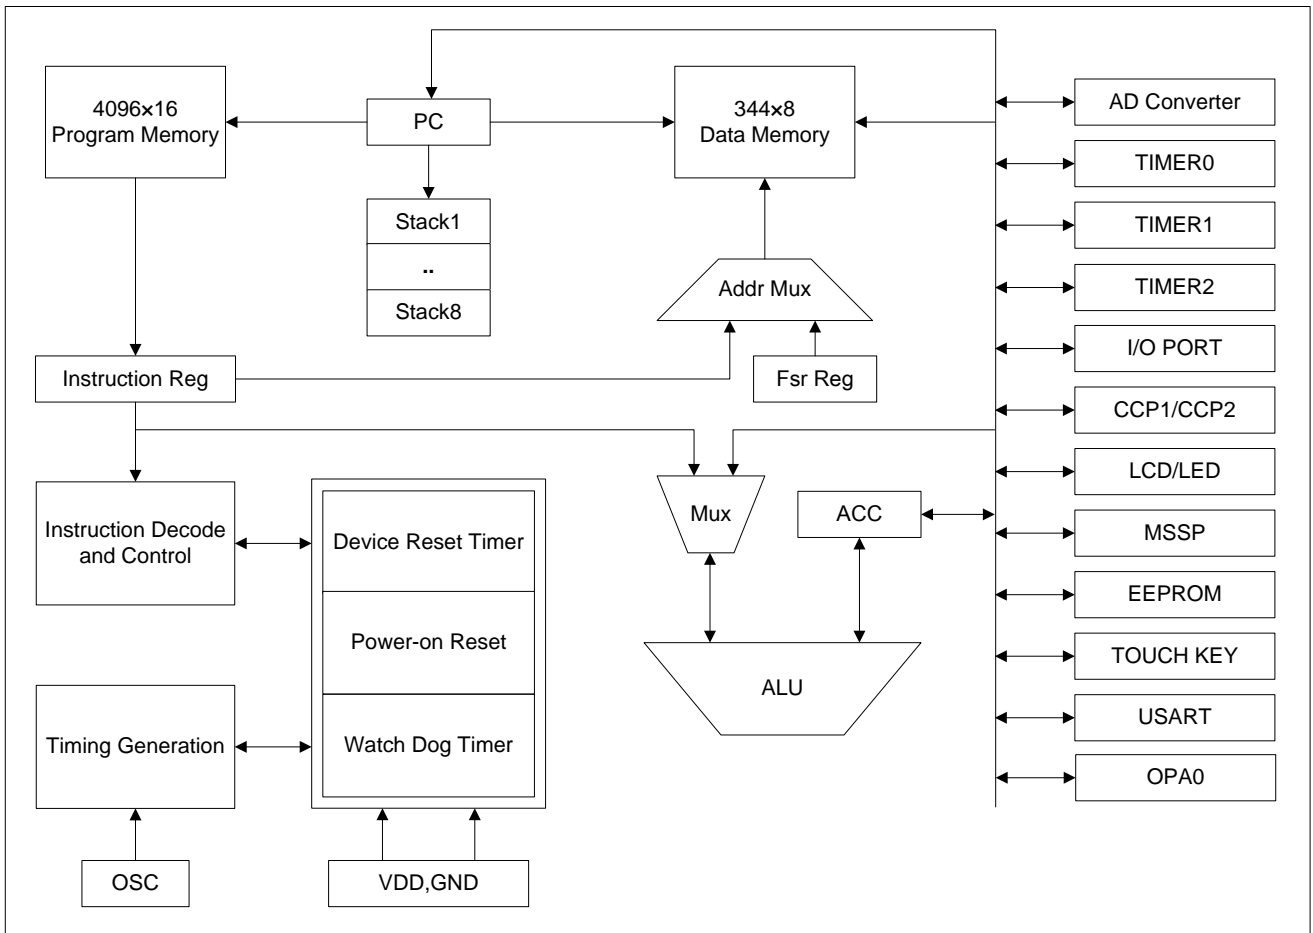 4096×16
Program Memory
PC
344×8
Data Memory
AD Converter
TIMER0
Stack1
..
Stack8
TIMER1
Addr Mux
TIMER2
I/O PORT
Instruction Reg
Fsr Reg
CCP1/CCP2
LCD/LED
Instruction Decode
and Control
Device Reset Timer
Mux
ACC
MSSP
EEPROM
Power-on Reset
TOUCH KEY
ALU
USART
Timing Generation
Watch Dog Timer
OPA0
OSC
VDD,GND